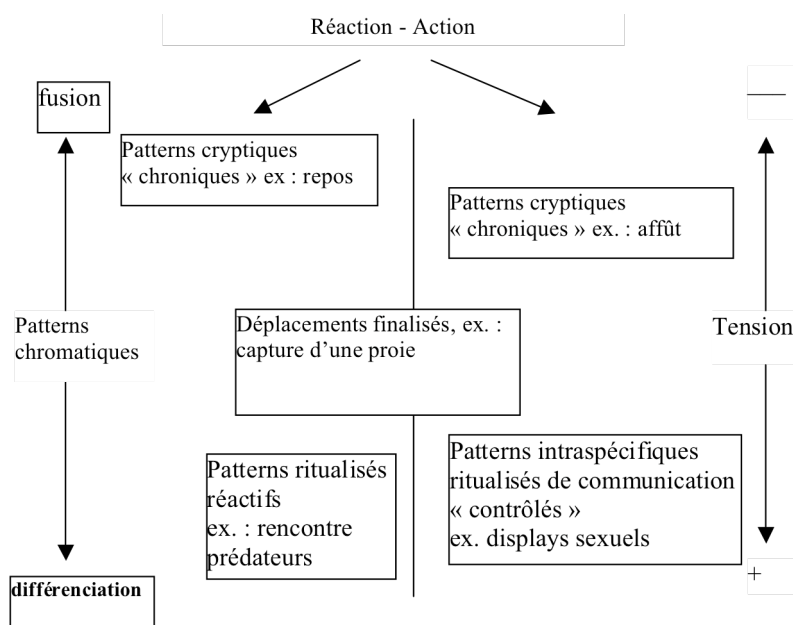 Réaction - Action
fusion
—
Patterns cryptiques
« chroniques » ex : repos
Patterns cryptiques
« chroniques » ex. : affût
Patterns
chromatiques
Déplacements finalisés, ex. :
capture d’une proie
Tension
Patterns ritualisés
réactifs
ex. : rencontre
prédateurs
Patterns intraspécifiques
ritualisés de communication
« contrôlés »
ex. displays sexuels
différenciation
+